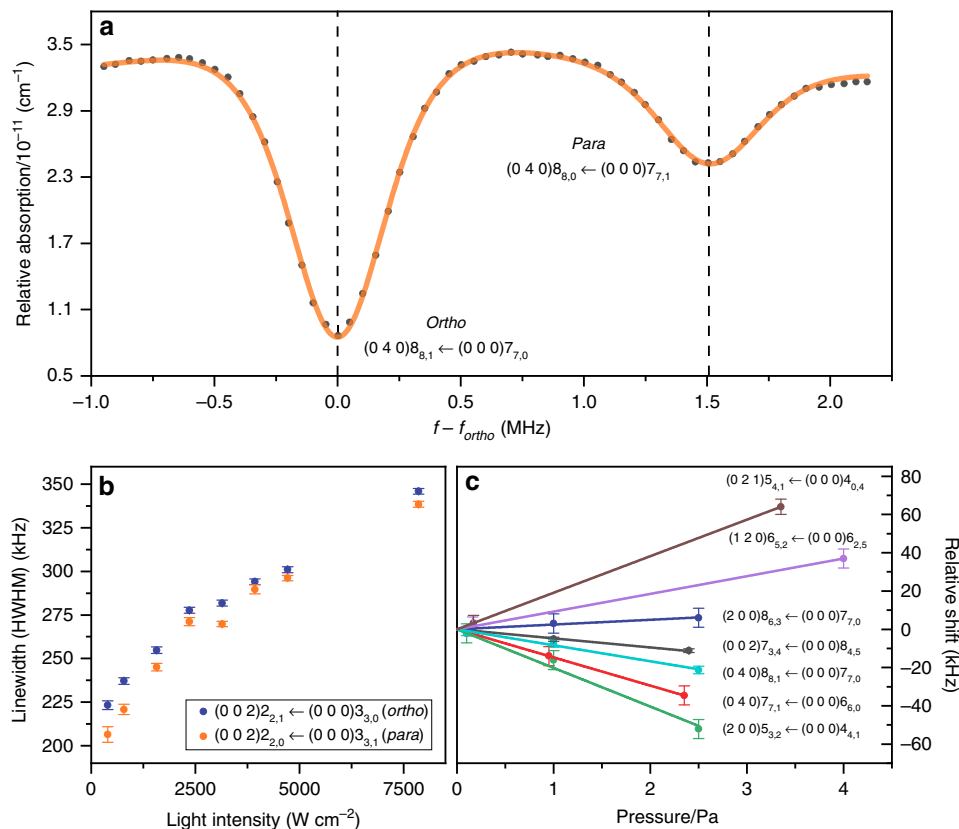 a
3.5
2.9
2.3
1.7
1.1
0.5
Relative absorption/10⁻¹¹ (cm⁻¹)
Para
(0 4 0)8₈,₀ ← (0 0 0)7₇,₁
Ortho
(0 4 0)8₈,₁ ← (0 0 0)7₇,₀
−1.0 −0.5 0.0 0.5 1.0 1.5 2.0
f – f_ortho (MHz)
b
350
325
300
275
250
225
200
Linewidth (HWHM) (kHz)
(0 0 2)2₂,₁ ← (0 0 0)3₃,₀ (ortho)
(0 0 2)2₂,₀ ← (0 0 0)3₃,₁ (para)
0 2500 5000 7500
Light intensity (W cm⁻²)
c
(0 2 1)5₄,₁ ← (0 0 0)4₀,₄
(1 2 0)6₅,₂ ← (0 0 0)6₂,₅
(2 0 0)8₆,₃ ← (0 0 0)7₇,₀
(0 0 2)7₃,₄ ← (0 0 0)8₄,₅
(0 4 0)8₈,₁ ← (0 0 0)7₇,₀
(0 4 0)7₇,₁ ← (0 0 0)6₆,₀
(2 0 0)5₃,₂ ← (0 0 0)4₄,₁
80
60
40
20
0
−20
−40
−60
Relative shift (kHz)
0 1 2 3 4
Pressure/Pa